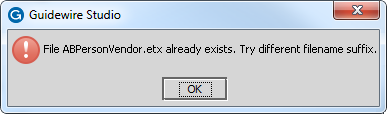 Guidewire Studio
File ABPersonVendor.etx already exists. Try different filename suffix.
OK